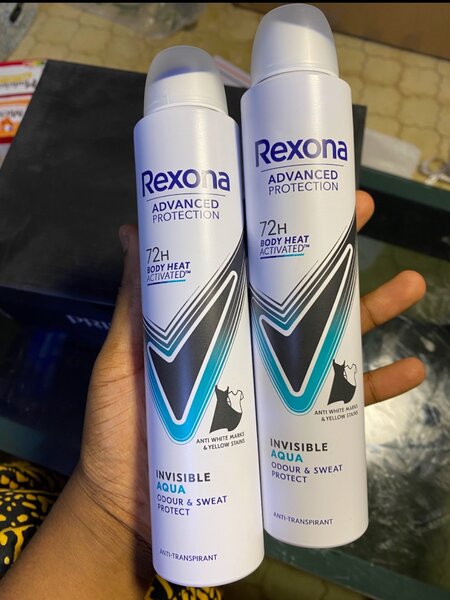 Rexona
ADVANCED
PROTECTION
72H
BODY HEAT
ACTIVATED™
ANTI WHITE MARKS
& YELLOW STAINS
INVISIBLE
AQUA
ODOUR & SWEAT
PROTECT
ANTI-TRANSPIRANT
Rexona
ADVANCED
PROTECTION
72H
BODY HEAT
ACTIVATED™
ANTI WHITE MARKS
& YELLOW STAINS
INVISIBLE
AQUA
ODOUR & SWEAT
PROTECT
ANTI-TRANSPIRANT